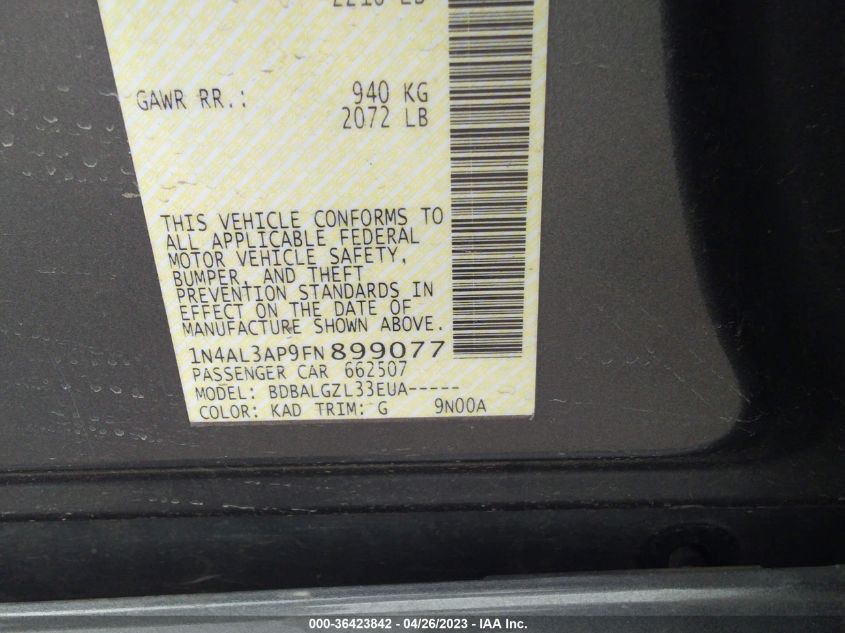 GAWR RR.: 940 KG
2072 LB
THIS VEHICLE CONFORMS TO
ALL APPLICABLE FEDERAL
MOTOR VEHICLE SAFETY,
BUMPER, AND THEFT
PREVENTION STANDARDS IN
EFFECT ON THE DATE OF
MANUFACTURE SHOWN ABOVE.
1N4AL3AP9FN899077
PASSENGER CAR 662507
MODEL: BDBALGZL33EUA-----
COLOR: KAD TRIM: G 9N00A
000-36423842 - 04/26/2023 - IAA Inc.